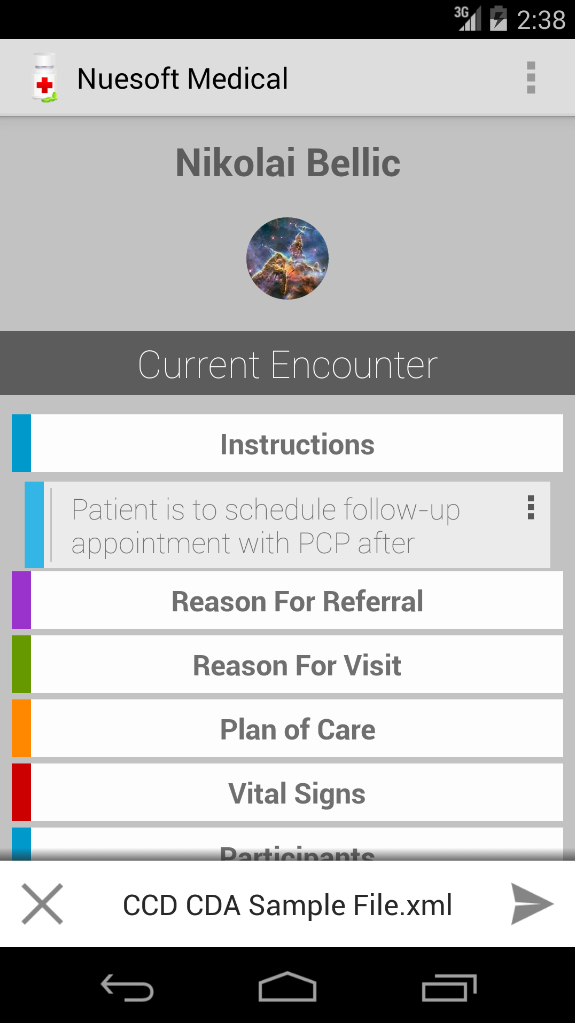 3G 2:38
Nuesoft Medical
Nikolai Bellic
Current Encounter
Instructions
Patient is to schedule follow-up
appointment with PCP after
Reason For Referral
Reason For Visit
Plan of Care
Vital Signs
Participants
CCD CDA Sample File.xml